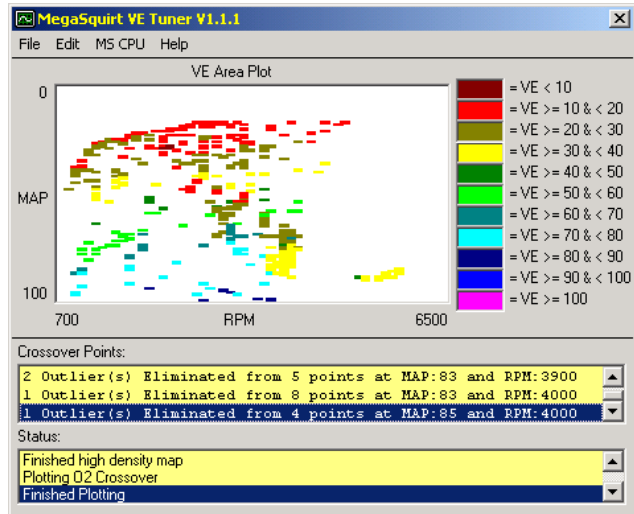 MegaSquirt VE Tuner V1.1.1
File Edit MS CPU Help
VE Area Plot
0
MAP
100
700 RPM 6500
= VE < 10
= VE >= 10 & < 20
= VE >= 20 & < 30
= VE >= 30 & < 40
= VE >= 40 & < 50
= VE >= 50 & < 60
= VE >= 60 & < 70
= VE >= 70 & < 80
= VE >= 80 & < 90
= VE >= 90 & < 100
= VE >= 100
Crossover Points:
2 Outlier(s) Eliminated from 5 points at MAP:83 and RPM:3900
1 Outlier(s) Eliminated from 8 points at MAP:83 and RPM:4000
1 Outlier(s) Eliminated from 4 points at MAP:85 and RPM:4000
Status:
Finished high density map
Plotting O2 Crossover
Finished Plotting